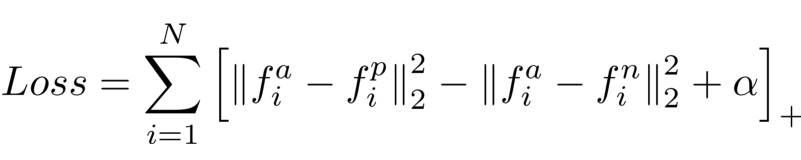 Loss = \sum_{i=1}^{N} \left[ \| f_i^a - f_i^p \|_2^2 - \| f_i^a - f_i^n \|_2^2 + \alpha \right]_+